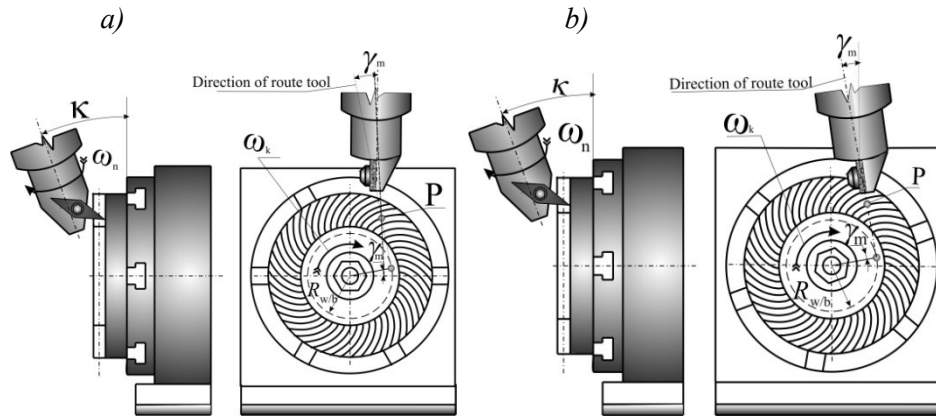 a)
b)
γm
γm
Direction of route tool
Direction of route tool
κ
κ
ωn
ωk
ωn
ωk
P
P
γm
γm
Rw/b
Rw/b